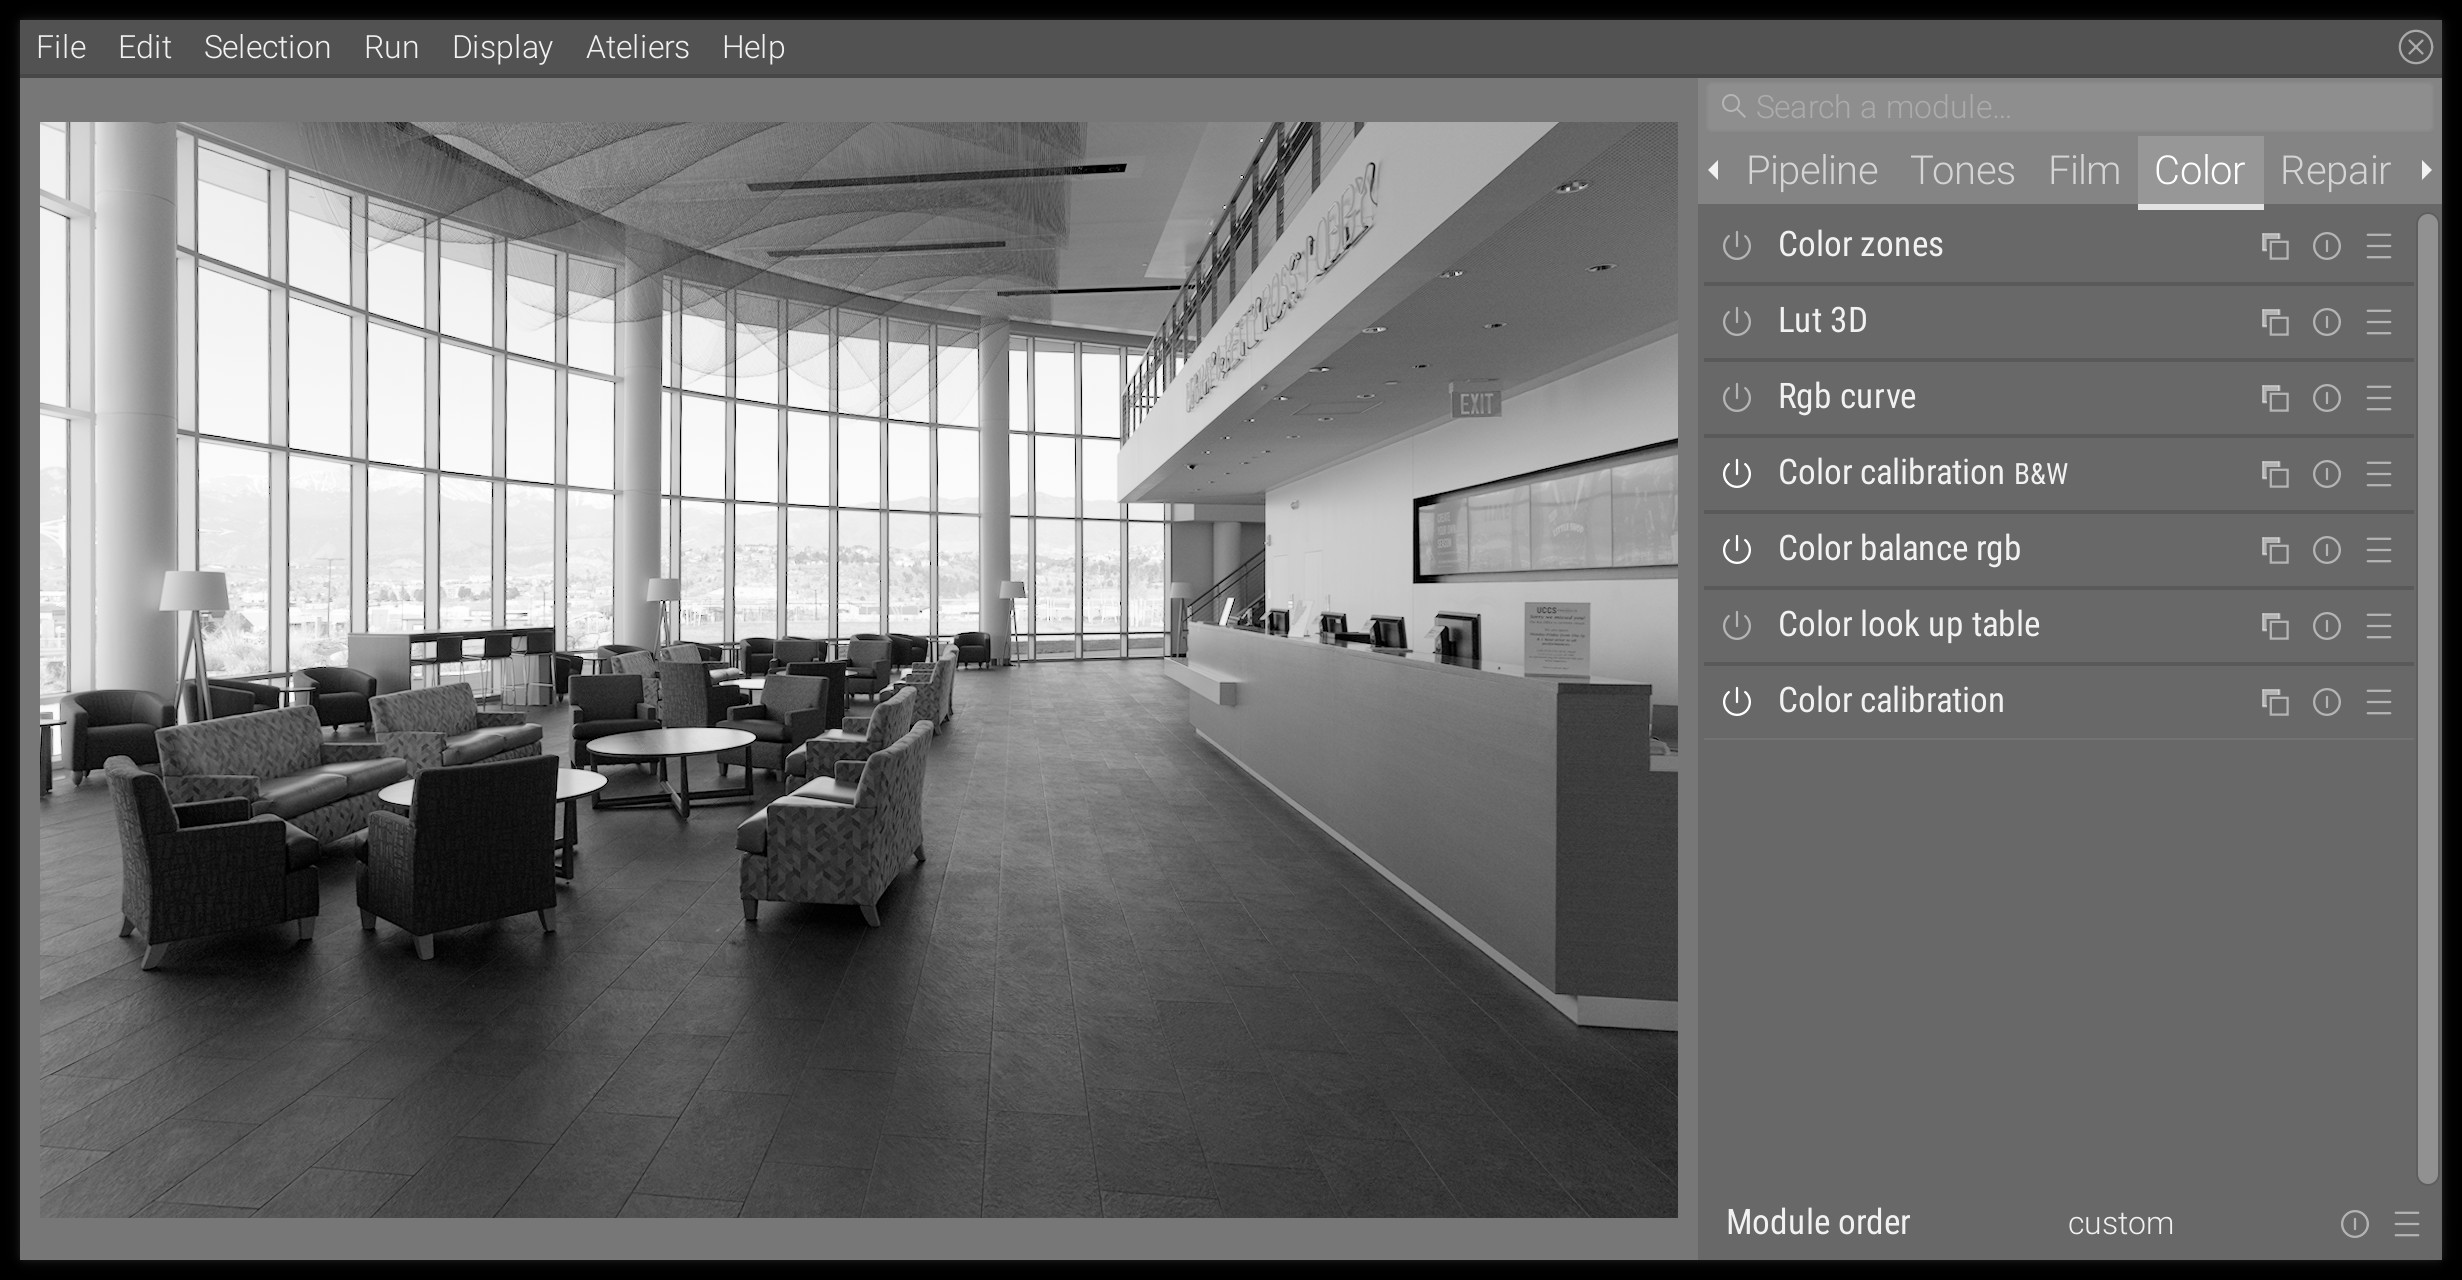 File Edit Selection Run Display Ateliers Help
Search a module...
Pipeline Tones Film Color Repair
Color zones
Lut 3D
Rgb curve
Color calibration B&W
Color balance rgb
Color look up table
Color calibration
Module order custom
EXIT
UCCS